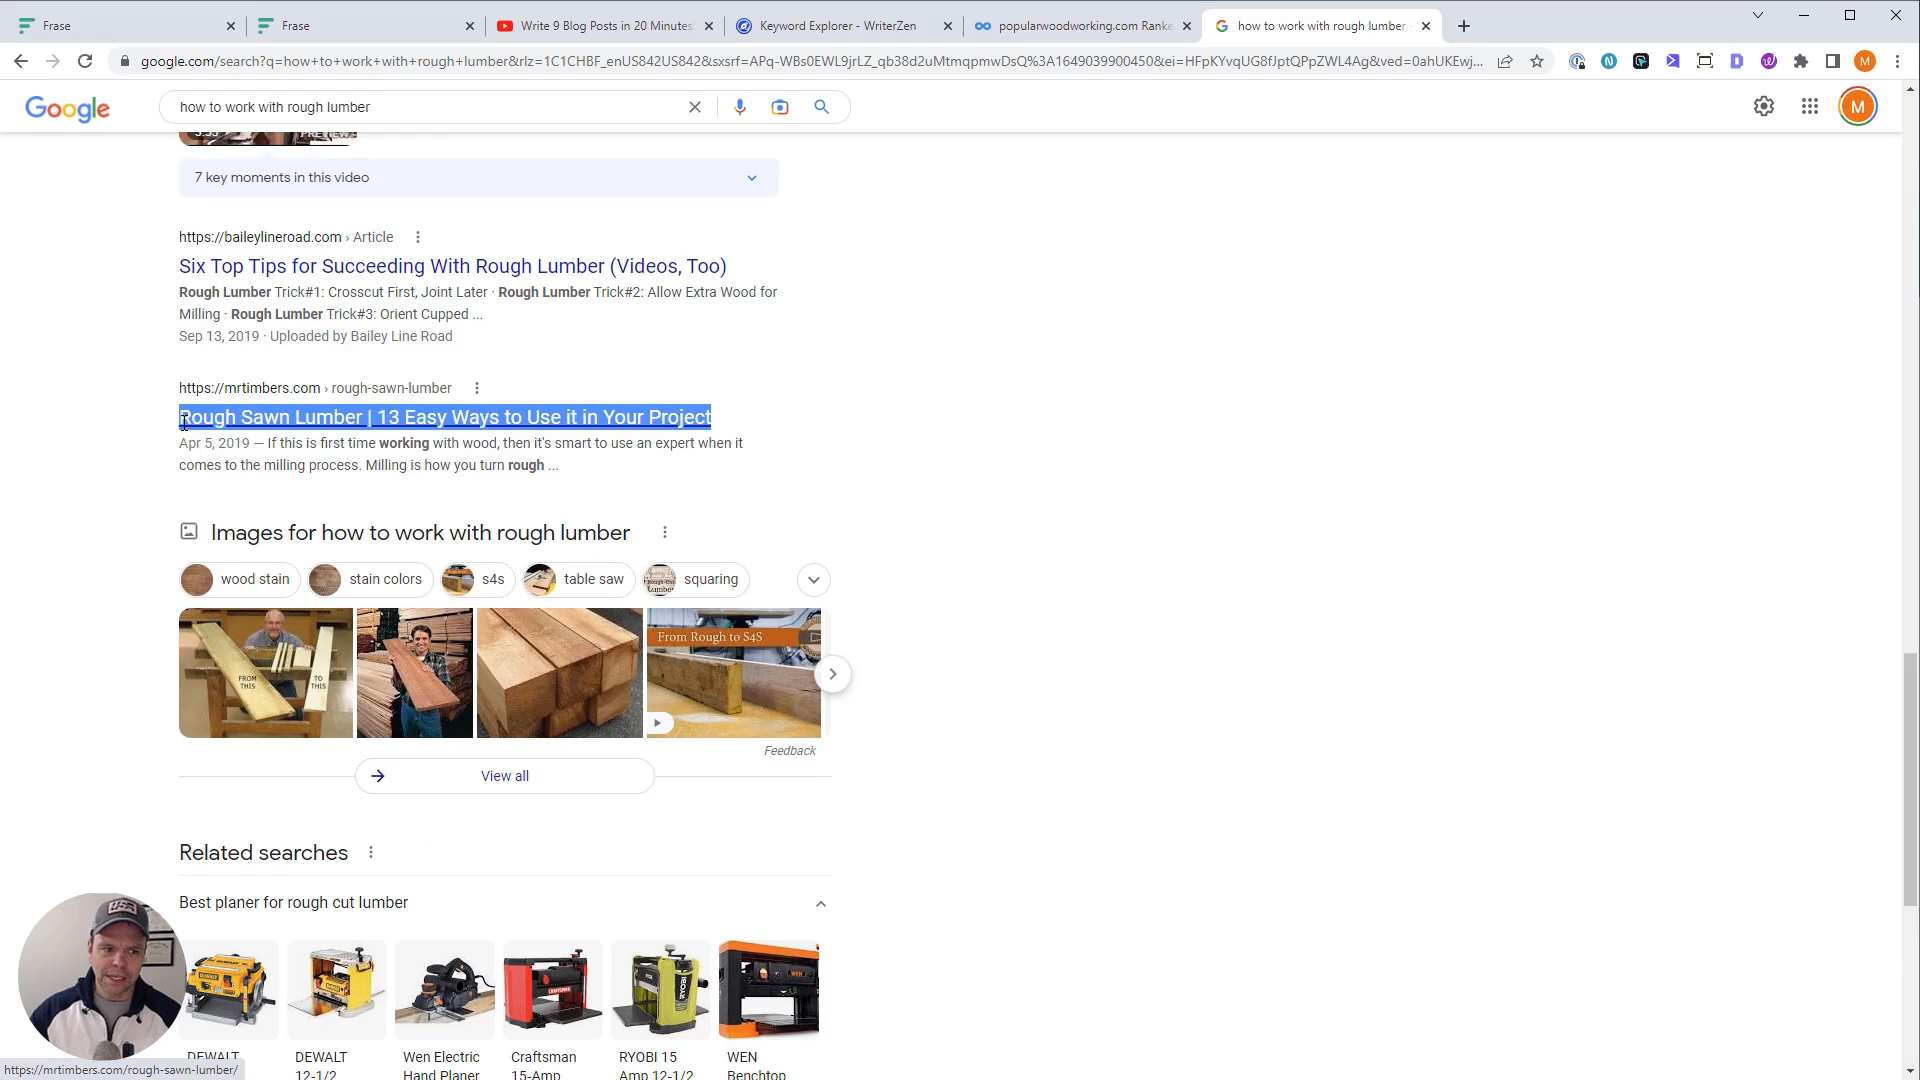 Frase
Frase
Write 9 Blog Posts in 20 Minutes!
Keyword Explorer - WriterZen
popularwoodworking.com Ranke
how to work with rough lumber
google.com/search?q=how+to+work+with+rough+lumber&rlz=1C1CHBF_enUS842US842&sxsrf=APq-WBs0EWL9jrLZ_qb38d2uMtmqpmwDsQ%3A1649039900450&ei=HFpKYvqUG8fJptQPpZWL4Ag&ved=0ahUKEwj...
M
Google
how to work with rough lumber
M
PREVIEW
7 key moments in this video
https://baileylineroad.com › Article
Six Top Tips for Succeeding With Rough Lumber (Videos, Too)
Rough Lumber Trick#1: Crosscut First, Joint Later · Rough Lumber Trick#2: Allow Extra Wood for
Milling · Rough Lumber Trick#3: Orient Cupped ...
Sep 13, 2019 · Uploaded by Bailey Line Road
https://mrtimbers.com › rough-sawn-lumber
Rough Sawn Lumber | 13 Easy Ways to Use it in Your Project
Apr 5, 2019 — If this is first time working with wood, then it's smart to use an expert when it
comes to the milling process. Milling is how you turn rough ...
Images for how to work with rough lumber
wood stain
stain colors
s4s
table saw
squaring
FROM THIS
TO THIS
From Rough to S4S
Feedback
View all
Related searches
Best planer for rough cut lumber
DEWALT
DEWALT
12-1/2
Wen Electric
Hand Planer
Craftsman
15-Amp
RYOBI 15
Amp 12-1/2
WEN
Benchtop
https://mrtimbers.com/rough-sawn-lumber/